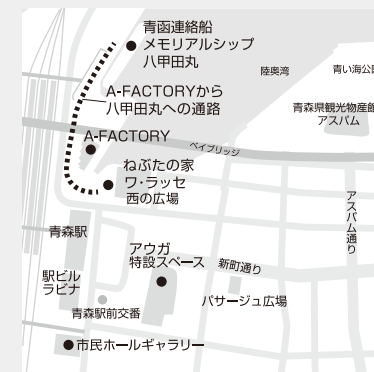 青函連絡船
メモリアルシップ
八甲田丸
陸奥湾
青い海公
A-FACTORYから
八甲田丸への通路
青森県観光物産館
アスパム
A-FACTORY
ベイブリッジ
ねぶたの家
ワ・ラッセ
西の広場
アスパム通り
青森駅
アウガ
特設スペース
新町通り
駅ビル
ラビナ
パサージュ広場
青森駅前交番
市民ホールギャラリー